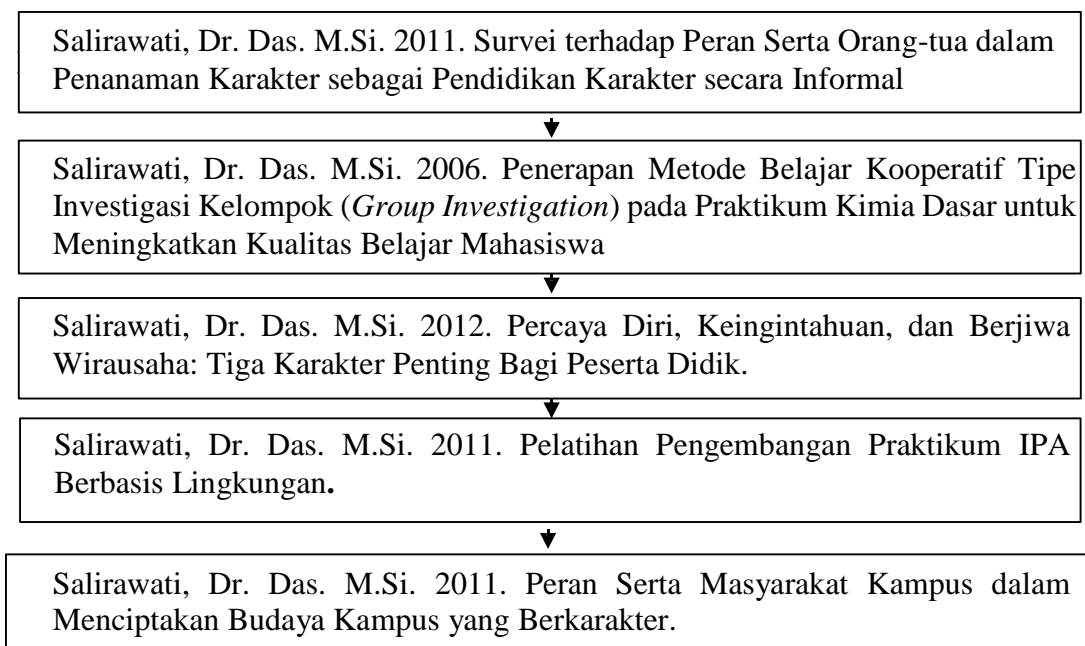 Salirawati, Dr. Das. M.Si. 2011. Survei terhadap Peran Serta Orang-tua dalam
Penanaman Karakter sebagai Pendidikan Karakter secara Informal
Salirawati, Dr. Das. M.Si. 2006. Penerapan Metode Belajar Kooperatif Tipe
Investigasi Kelompok (Group Investigation) pada Praktikum Kimia Dasar untuk
Meningkatkan Kualitas Belajar Mahasiswa
Salirawati, Dr. Das. M.Si. 2012. Percaya Diri, Keingintahuan, dan Berjiwa
Wirausaha: Tiga Karakter Penting Bagi Peserta Didik.
Salirawati, Dr. Das. M.Si. 2011. Pelatihan Pengembangan Praktikum IPA
Berbasis Lingkungan.
Salirawati, Dr. Das. M.Si. 2011. Peran Serta Masyarakat Kampus dalam
Menciptakan Budaya Kampus yang Berkarakter.